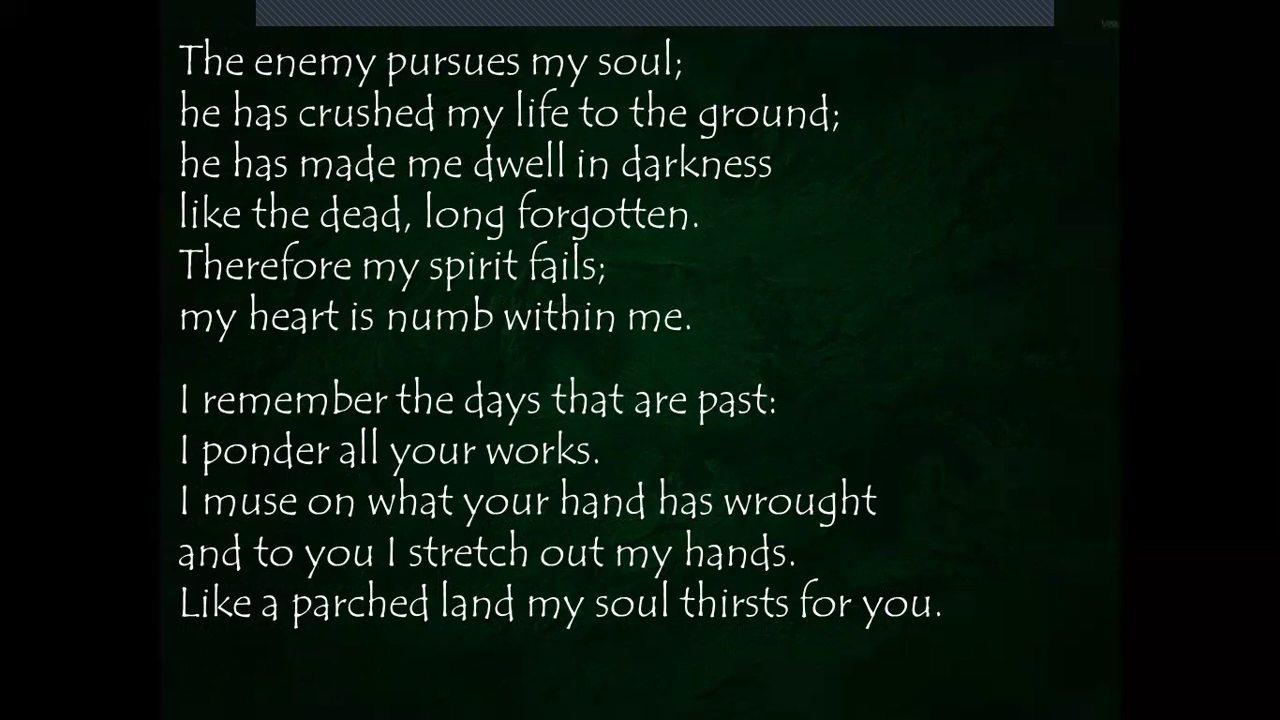 The enemy pursues my soul;
he has crushed my life to the ground;
he has made me dwell in darkness
like the dead, long forgotten.
Therefore my spirit fails;
my heart is numb within me.
I remember the days that are past:
I ponder all your works.
I muse on what your hand has wrought
and to you I stretch out my hands.
Like a parched land my soul thirsts for you.